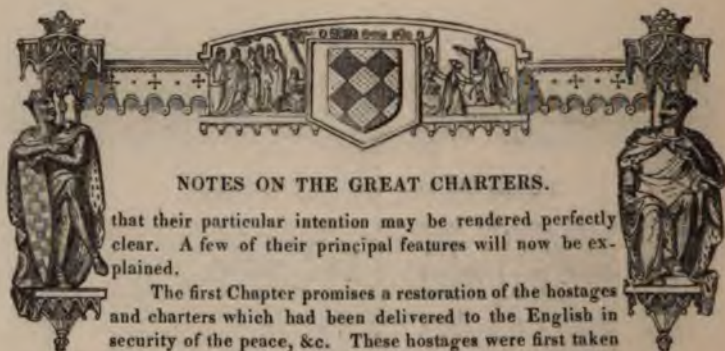 NOTES ON THE GREAT CHARTERS.
that their particular intention may be rendered perfectly
clear. A few of their principal features will now be ex-
plained.
The first Chapter promises a restoration of the hostages
and charters which had been delivered to the English in
security of the peace, &c. These hostages were first taken